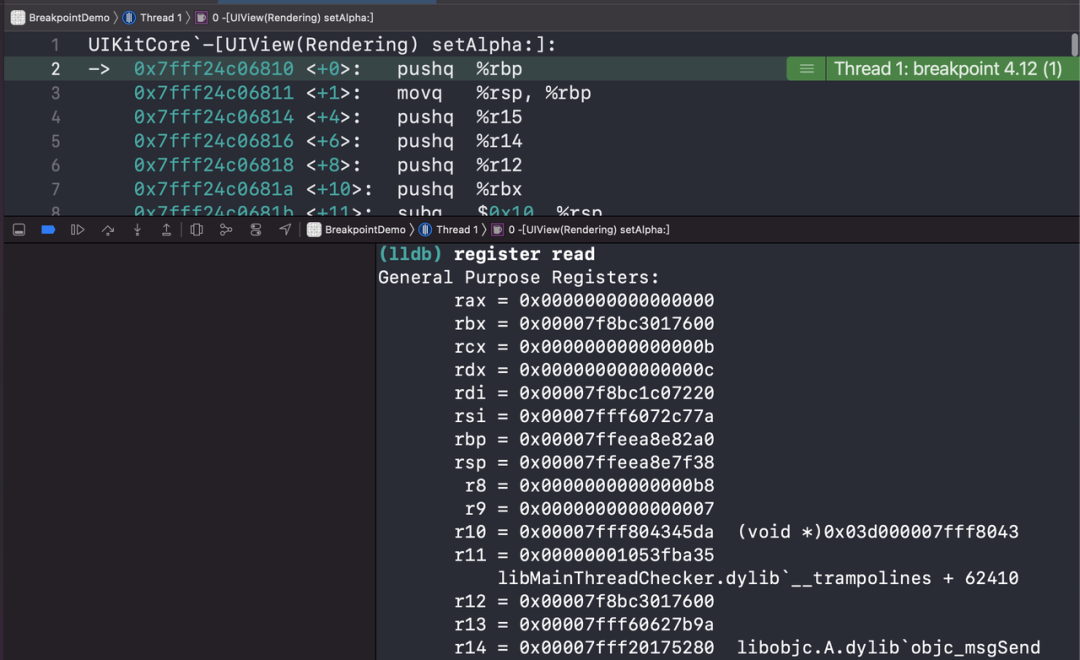 BreakpointDemo 〉 Thread 1 〉 0 -[UIView(Rendering) setAlpha:]
1 UIKitCore`-[UIView(Rendering) setAlpha:]:
2 -> 0x7fff24c06810 <+0>: pushq %rbp Thread 1: breakpoint 4.12 (1)
3 0x7fff24c06811 <+1>: movq %rsp, %rbp
4 0x7fff24c06814 <+4>: pushq %r15
5 0x7fff24c06816 <+6>: pushq %r14
6 0x7fff24c06818 <+8>: pushq %r12
7 0x7fff24c0681a <+10>: pushq %rbx
8 0x7fff24c0681b <+11>: subq $0x10, %rsp
BreakpointDemo 〉 Thread 1 〉 0 -[UIView(Rendering) setAlpha:]
(lldb) register read
General Purpose Registers:
rax = 0x0000000000000000
rbx = 0x00007f8bc3017600
rcx = 0x000000000000000b
rdx = 0x000000000000000c
rdi = 0x00007f8bc1c07220
rsi = 0x00007fff6072c77a
rbp = 0x00007ffeea8e82a0
rsp = 0x00007ffeea8e7f38
r8 = 0x00000000000000b8
r9 = 0x0000000000000007
r10 = 0x00007fff804345da (void *)0x03d000007fff8043
r11 = 0x00000001053fba35
libMainThreadChecker.dylib`__trampolines + 62410
r12 = 0x00007f8bc3017600
r13 = 0x00007fff60627b9a
r14 = 0x00007fff20175280 libobjc.A.dylib`objc_msgSend